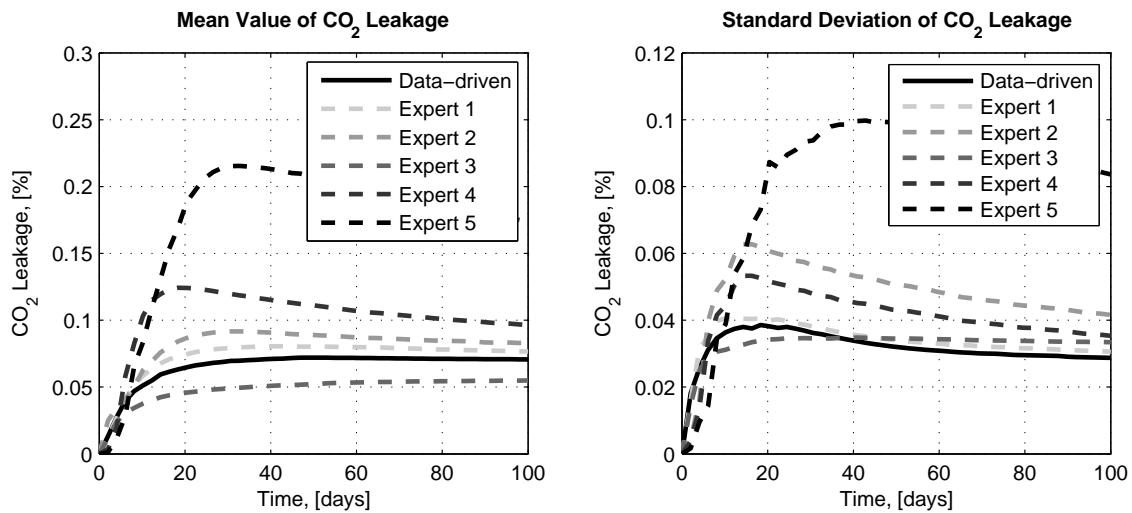 Mean Value of CO₂ Leakage
CO₂ Leakage, [%]
0.3
0.25
0.2
0.15
0.1
0.05
0
0 20 40 60 80 100
Time, [days]
Data−driven
Expert 1
Expert 2
Expert 3
Expert 4
Expert 5
Standard Deviation of CO₂ Leakage
CO₂ Leakage, [%]
0.12
0.1
0.08
0.06
0.04
0.02
0
0 20 40 60 80 100
Time, [days]
Data−driven
Expert 1
Expert 2
Expert 3
Expert 4
Expert 5